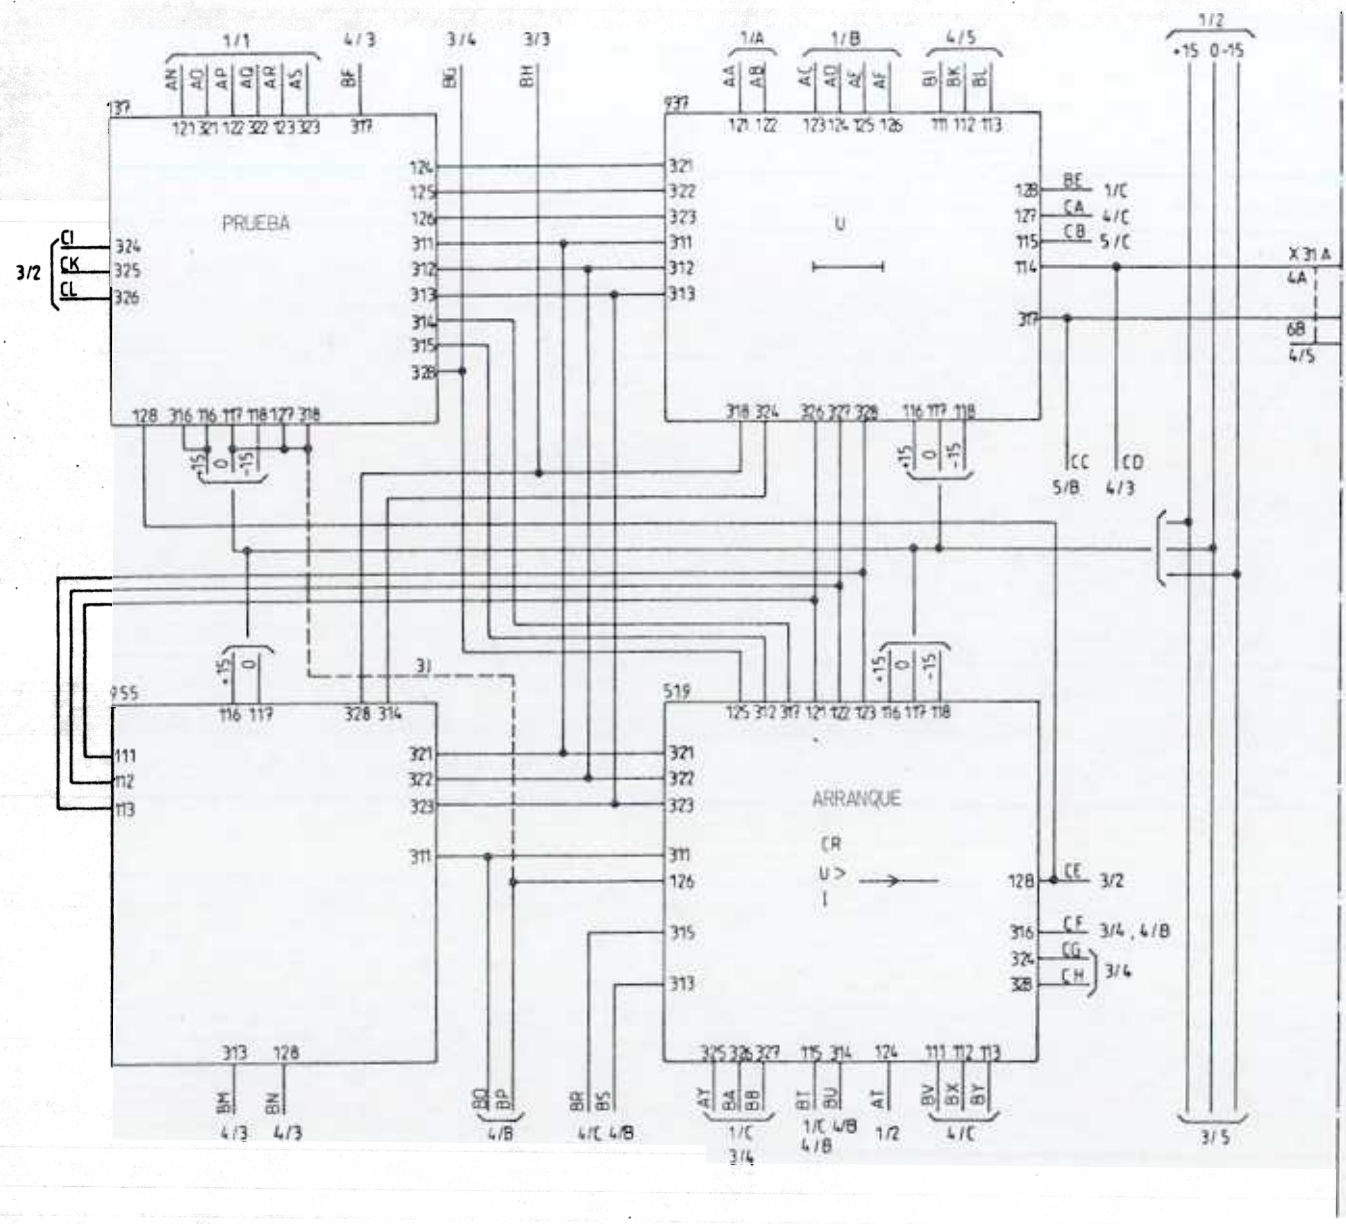 1/1 4/3 3/4 3/3 1/A 1/B 4/5 1/2
AN AO AP AQ AR AS BF BG BH AA AB AC AD AE AF BI BK BL +15 0 -15
137 937
121 321 122 322 123 323 317 121 122 123 124 125 126 111 112 113
124 321
125 322 128 BE 1/C
126 323 127 CA 4/C
PRUEBA U
CI 324 311 311 115 CB 5/C
3/2 CK 325 312 312 114 X31A
4A
CL 326 313 313
314 317 6B
315 4/5
328
128 316 116 117 118 127 318 318 324 326 327 328 116 117 118
+15 0 -15 +15 0 -15 CC CD
5/B 4/3
+15 0 +15 0 -15
3J
955 519
116 117 328 314 125 312 317 121 122 123 116 117 118
111 321 321
112 322 322
113 323 323
ARRANQUE
CR
311 311
U>
126 128 CE 3/2
I
315 316 CF 3/4, 4/B
324 CG
3/4
313 328 CH
313 128 325 326 327 115 314 124 111 112 113
BM BN BO BP BR BS AY BA BB BT BU AT BV BX BY
4/3 4/3 4/B 4/C 4/B 1/C 1/C 4/B 1/2 4/C 3/5
3/4 4/B